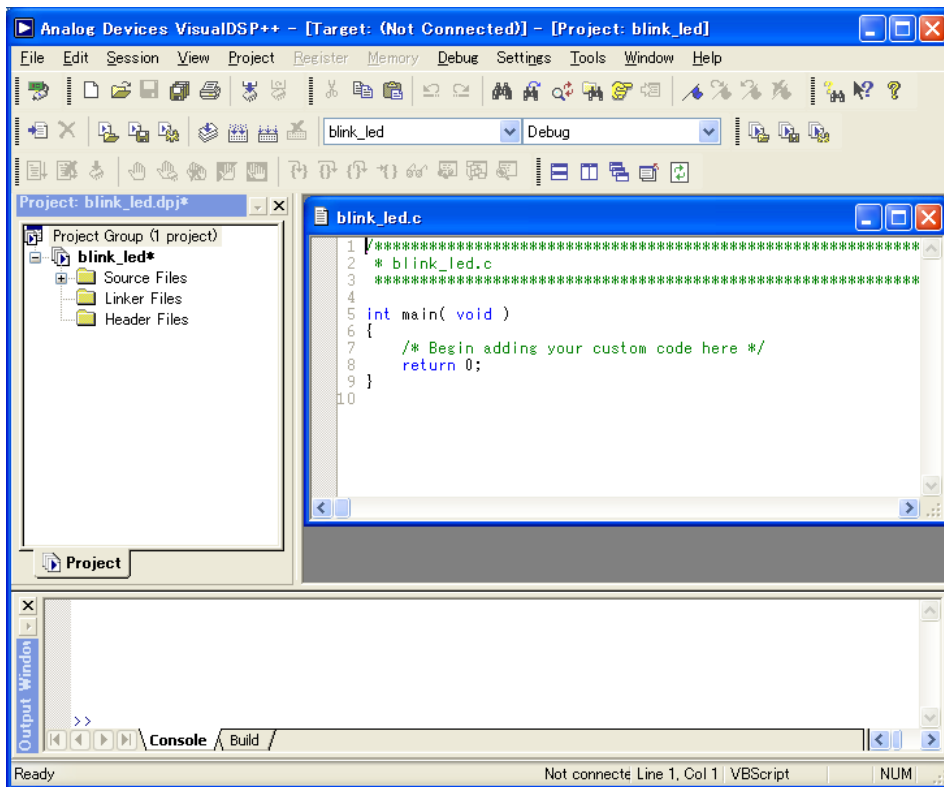 Analog Devices VisualDSP++ - [Target: (Not Connected)] - [Project: blink_led]
File Edit Session View Project Register Memory Debug Settings Tools Window Help
blink_led Debug
Project: blink_led.dpj*
Project Group (1 project)
blink_led*
Source Files
Linker Files
Header Files
Project
blink_led.c
1 /************************************************************
2  * blink_led.c
3  ************************************************************
4
5 int main( void )
6 {
7     /* Begin adding your custom code here */
8     return 0;
9 }
10
Output Window
>>
Console Build
Ready Not connecte Line 1, Col 1 VBScript NUM